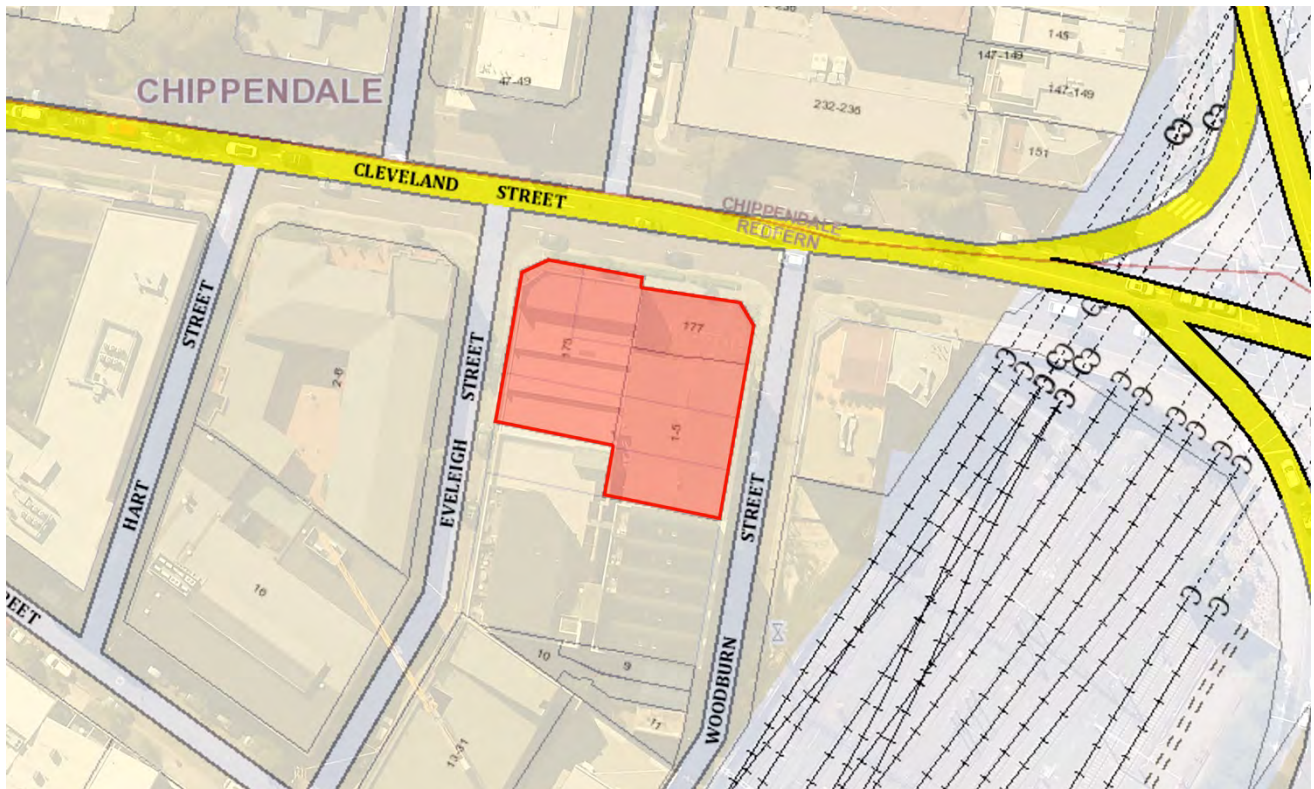 145
147-149
47-49
CHIPPENDALE
147-149
232-236
151
CLEVELAND STREET
CHIPPENDALE
REDFERN
STREET
177
STREET
175
2-8
1-5
EVELEIGH
HART
STREET
16
REET
WOODBURN
10
9
11
13-31